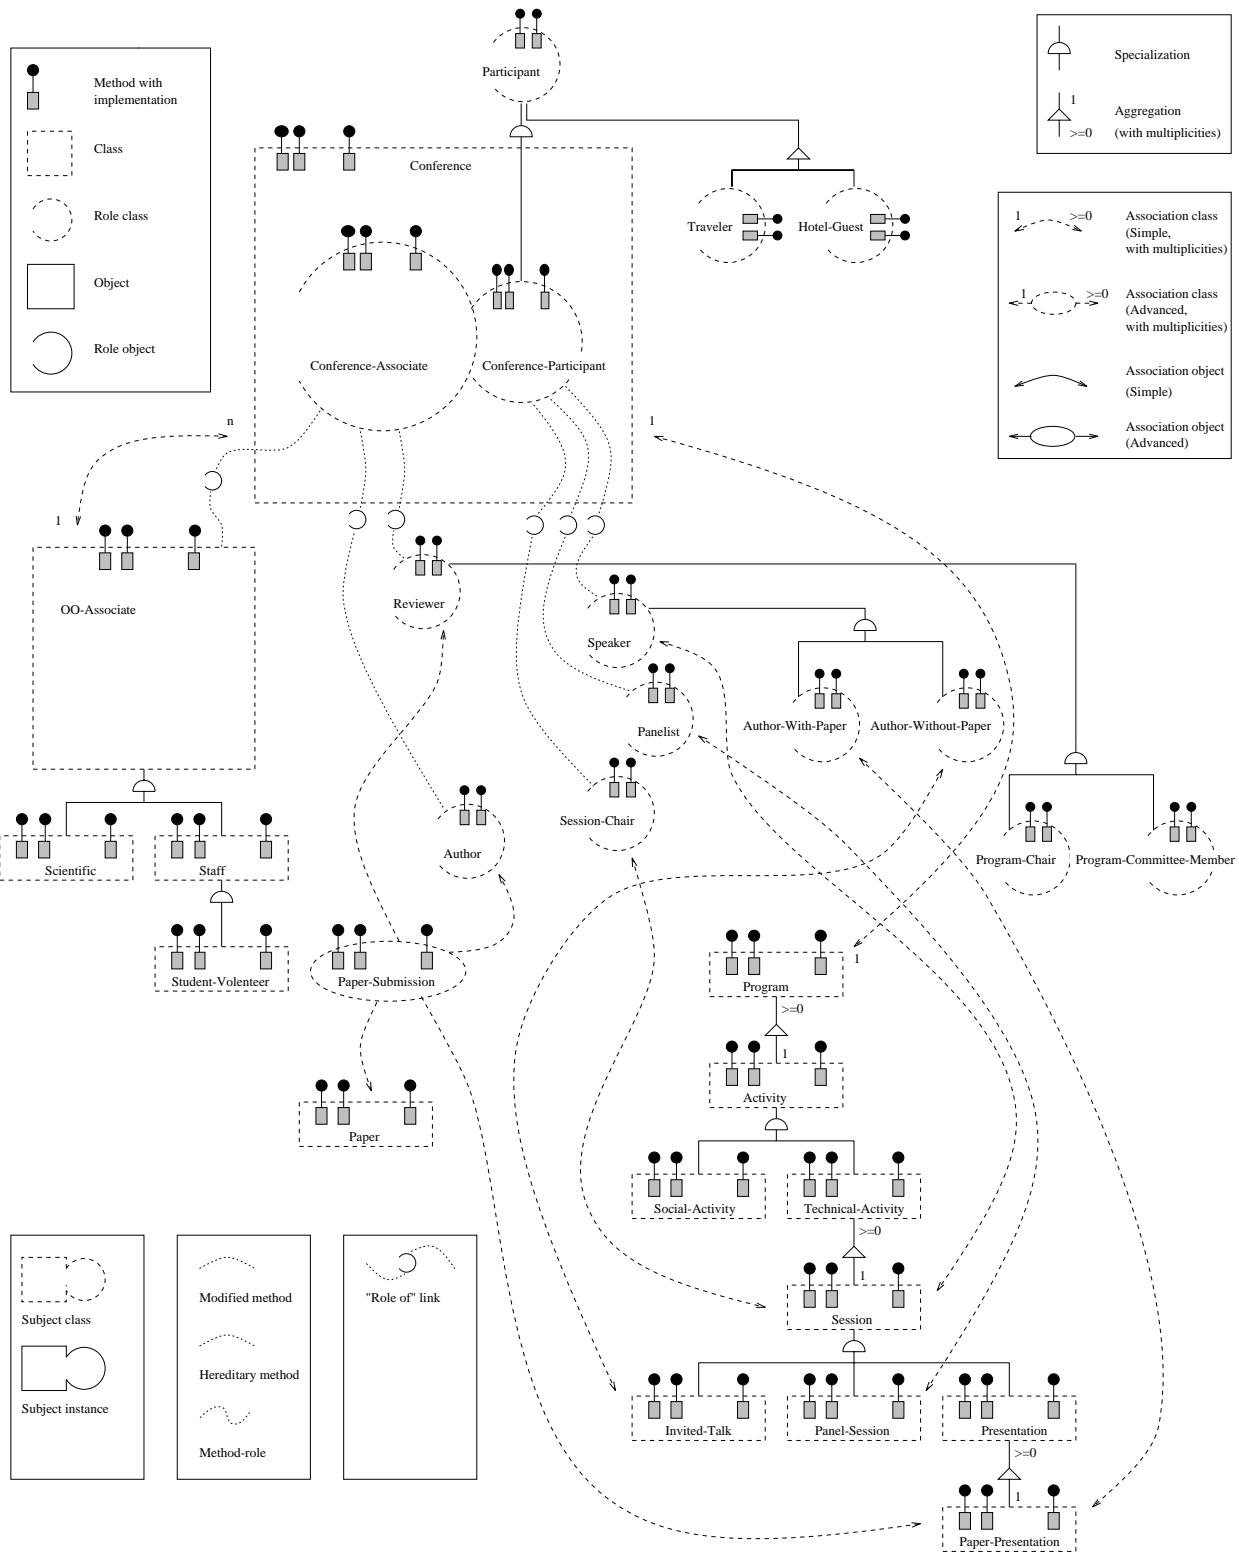 Participant
Method with
implementation
Class
Role class
Object
Role object
Specialization
1
Aggregation
>=0
(with multiplicities)
Conference
Traveler
Hotel-Guest
1
>=0
Association class
(Simple,
with multiplicities)
1
>=0
Association class
(Advanced,
with multiplicities)
Association object
(Simple)
Association object
(Advanced)
Conference-Associate
Conference-Participant
n
1
1
OO-Associate
Reviewer
Speaker
Panelist
Author-With-Paper
Author-Without-Paper
Session-Chair
Author
Program-Chair
Program-Committee-Member
Scientific
Staff
Student-Volenteer
Paper-Submission
1
Program
>=0
1
Activity
Paper
Social-Activity
Technical-Activity
>=0
1
Session
Invited-Talk
Panel-Session
Presentation
>=0
1
Paper-Presentation
Subject class
Subject instance
Modified method
Hereditary method
Method-role
"Role of" link